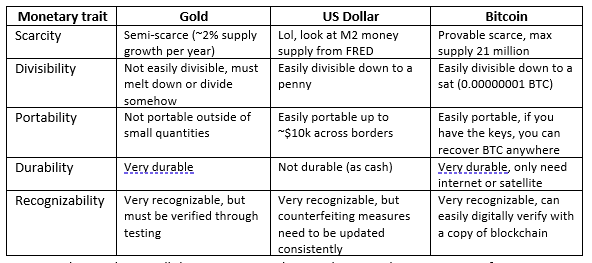 Monetary trait Gold US Dollar Bitcoin
Scarcity Semi-scarce (~2% supply Lol, look at M2 money Provable scarce, max
growth per year) supply from FRED supply 21 million
Divisibility Not easily divisible, must Easily divisible down to a Easily divisible down to a
melt down or divide penny sat (0.00000001 BTC)
somehow
Portability Not portable outside of Easily portable up to Easily portable, if you
small quantities ~$10k across borders have the keys, you can
recover BTC anywhere
Durability Very durable Not durable (as cash) Very durable, only need
internet or satellite
Recognizability Very recognizable, but Very recognizable, but Very recognizable, can
must be verified through counterfeiting measures easily digitally verify with
testing need to be updated a copy of blockchain
consistently